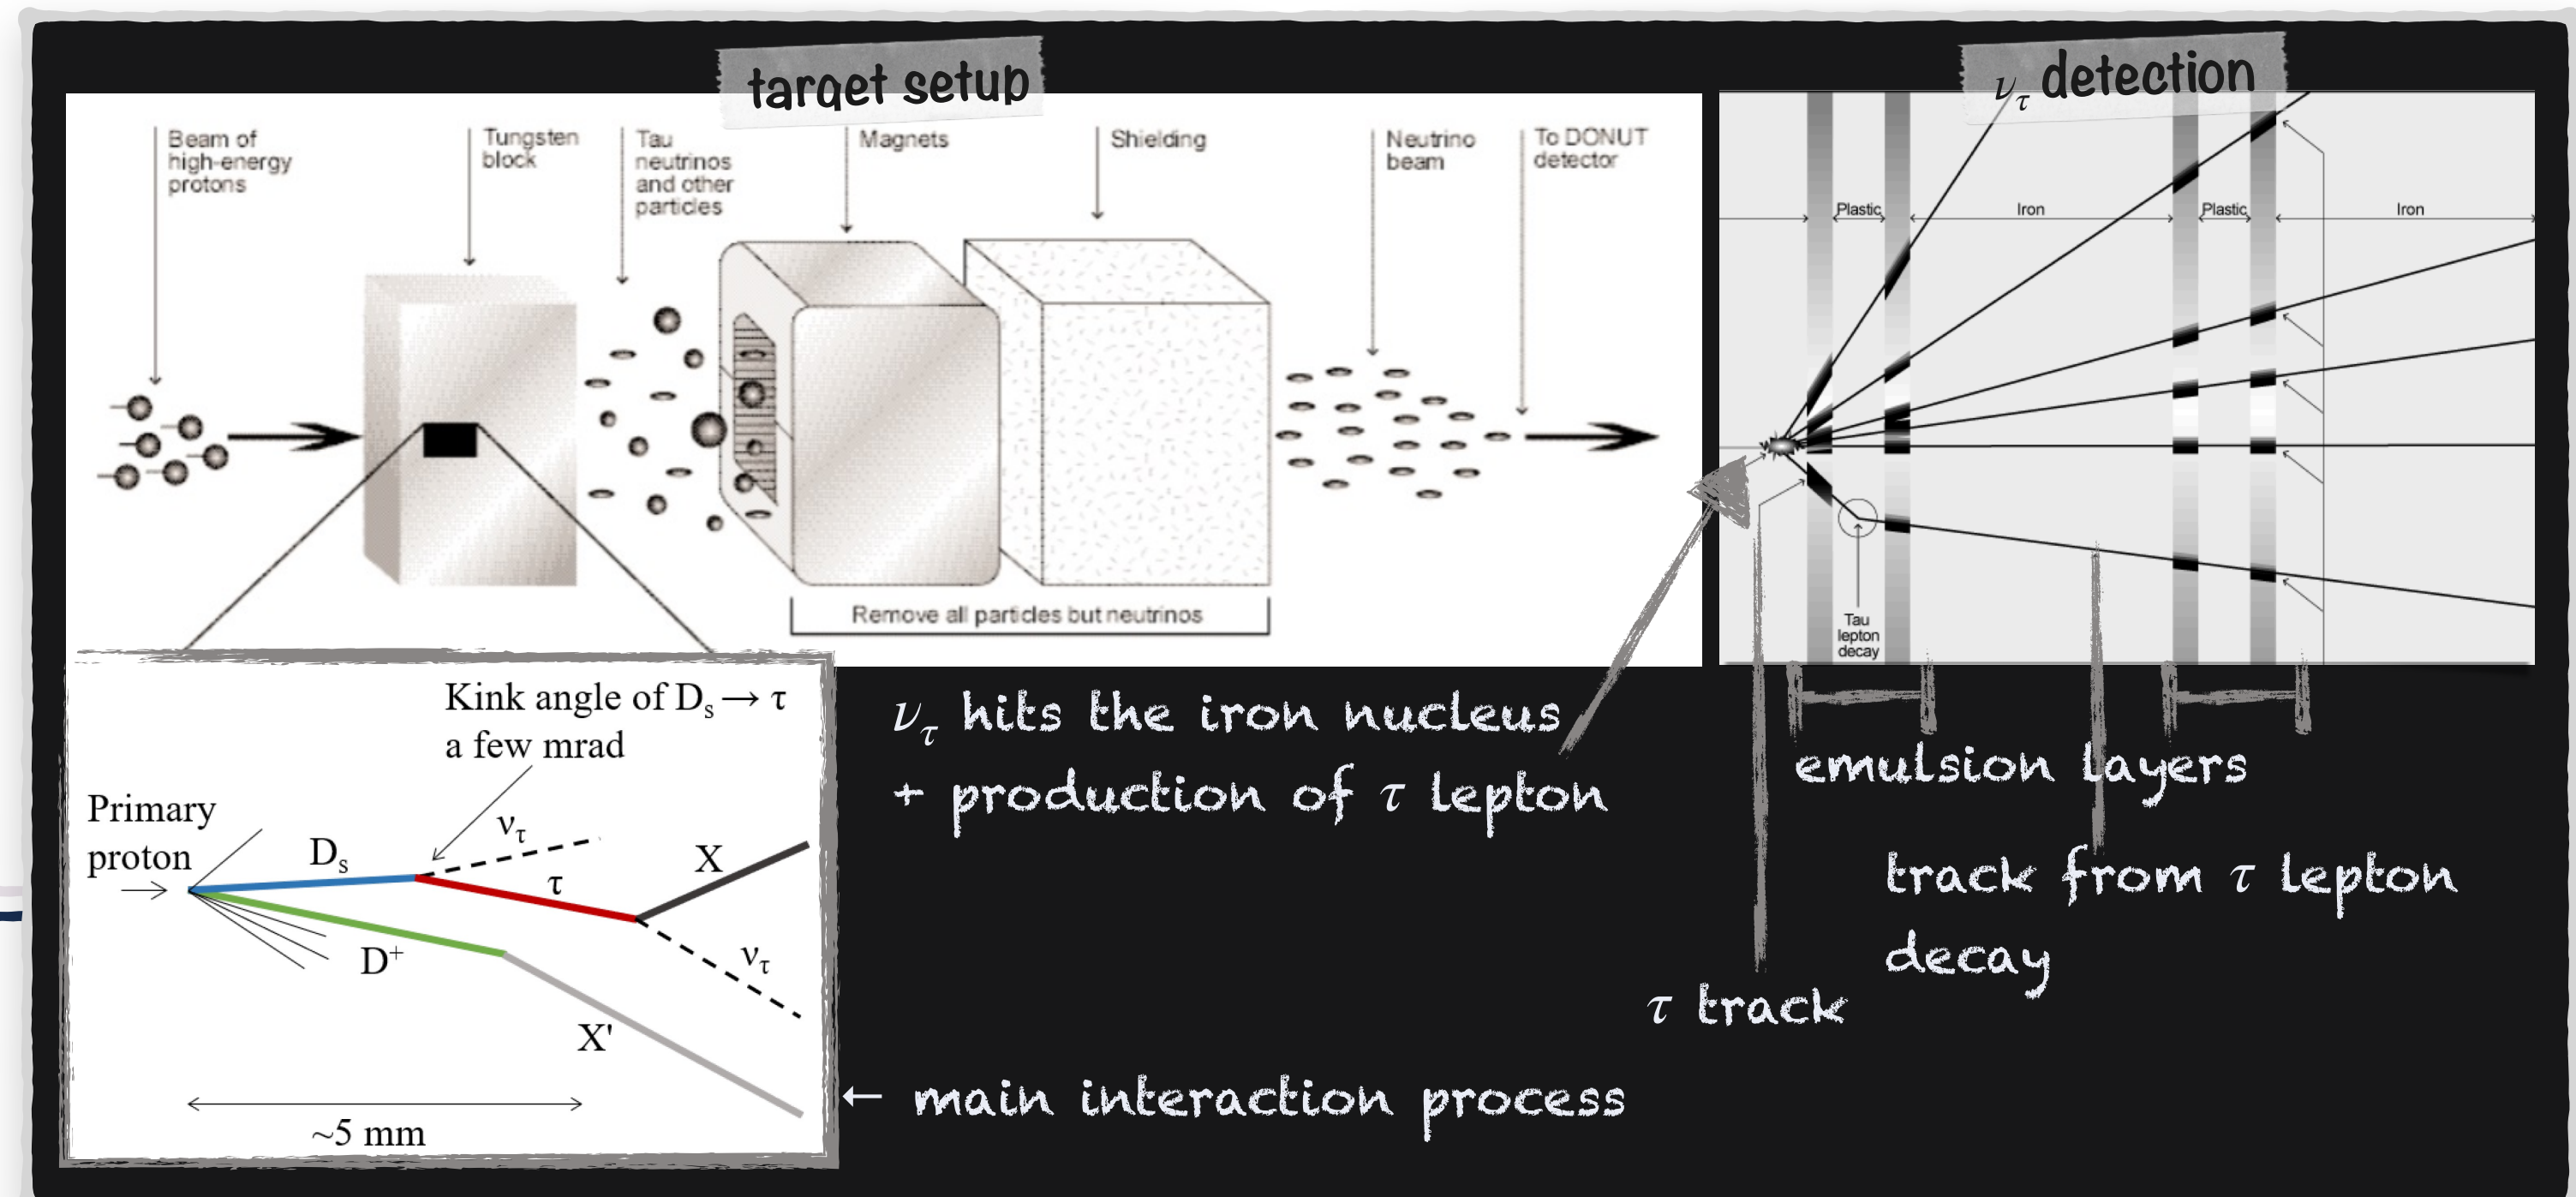 target setup
Beam of
high-energy
protons
Tungsten
block
Tau
neutrinos
and other
particles
Magnets
Shielding
Neutrino
beam
To DONUT
detector
Remove all particles but neutrinos
ντ detection
Plastic
Iron
Plastic
Iron
Tau
lepton
decay
Kink angle of Ds → τ
a few mrad
Primary
proton
Ds
ντ
τ
X
D+
ντ
X'
~5 mm
ντ hits the iron nucleus
+ production of τ lepton
emulsion layers
track from τ lepton
decay
τ track
← main interaction process